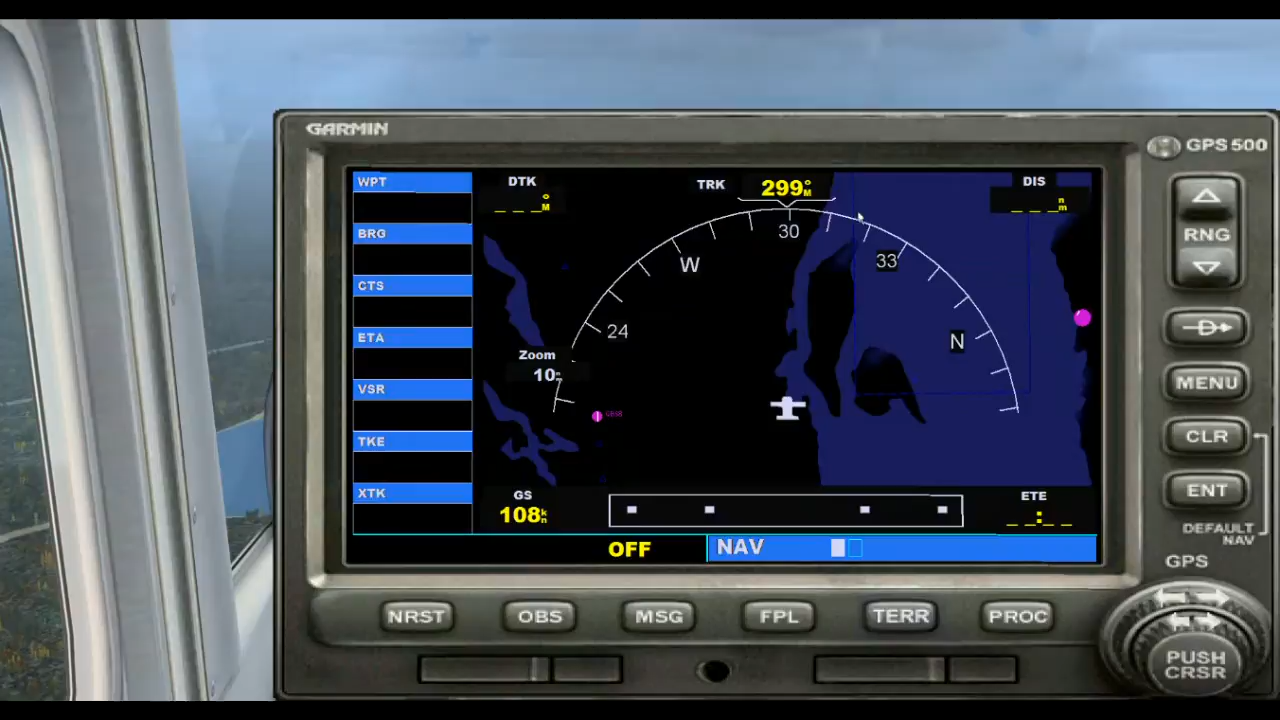 GARMIN
GPS 500
WPT
DTK
TRK
299°M
DIS
_ _ _°M
_ _ _nm
BRG
30
RNG
W
33
CTS
24
N
ETA
Zoom
10
VSR
MENU
TKE
CLR
XTK
GS
108kn
ETE
_ _:_ _
ENT
DEFAULT
NAV
OFF
NAV
GPS
NRST
OBS
MSG
FPL
TERR
PROC
PUSH
CRSR